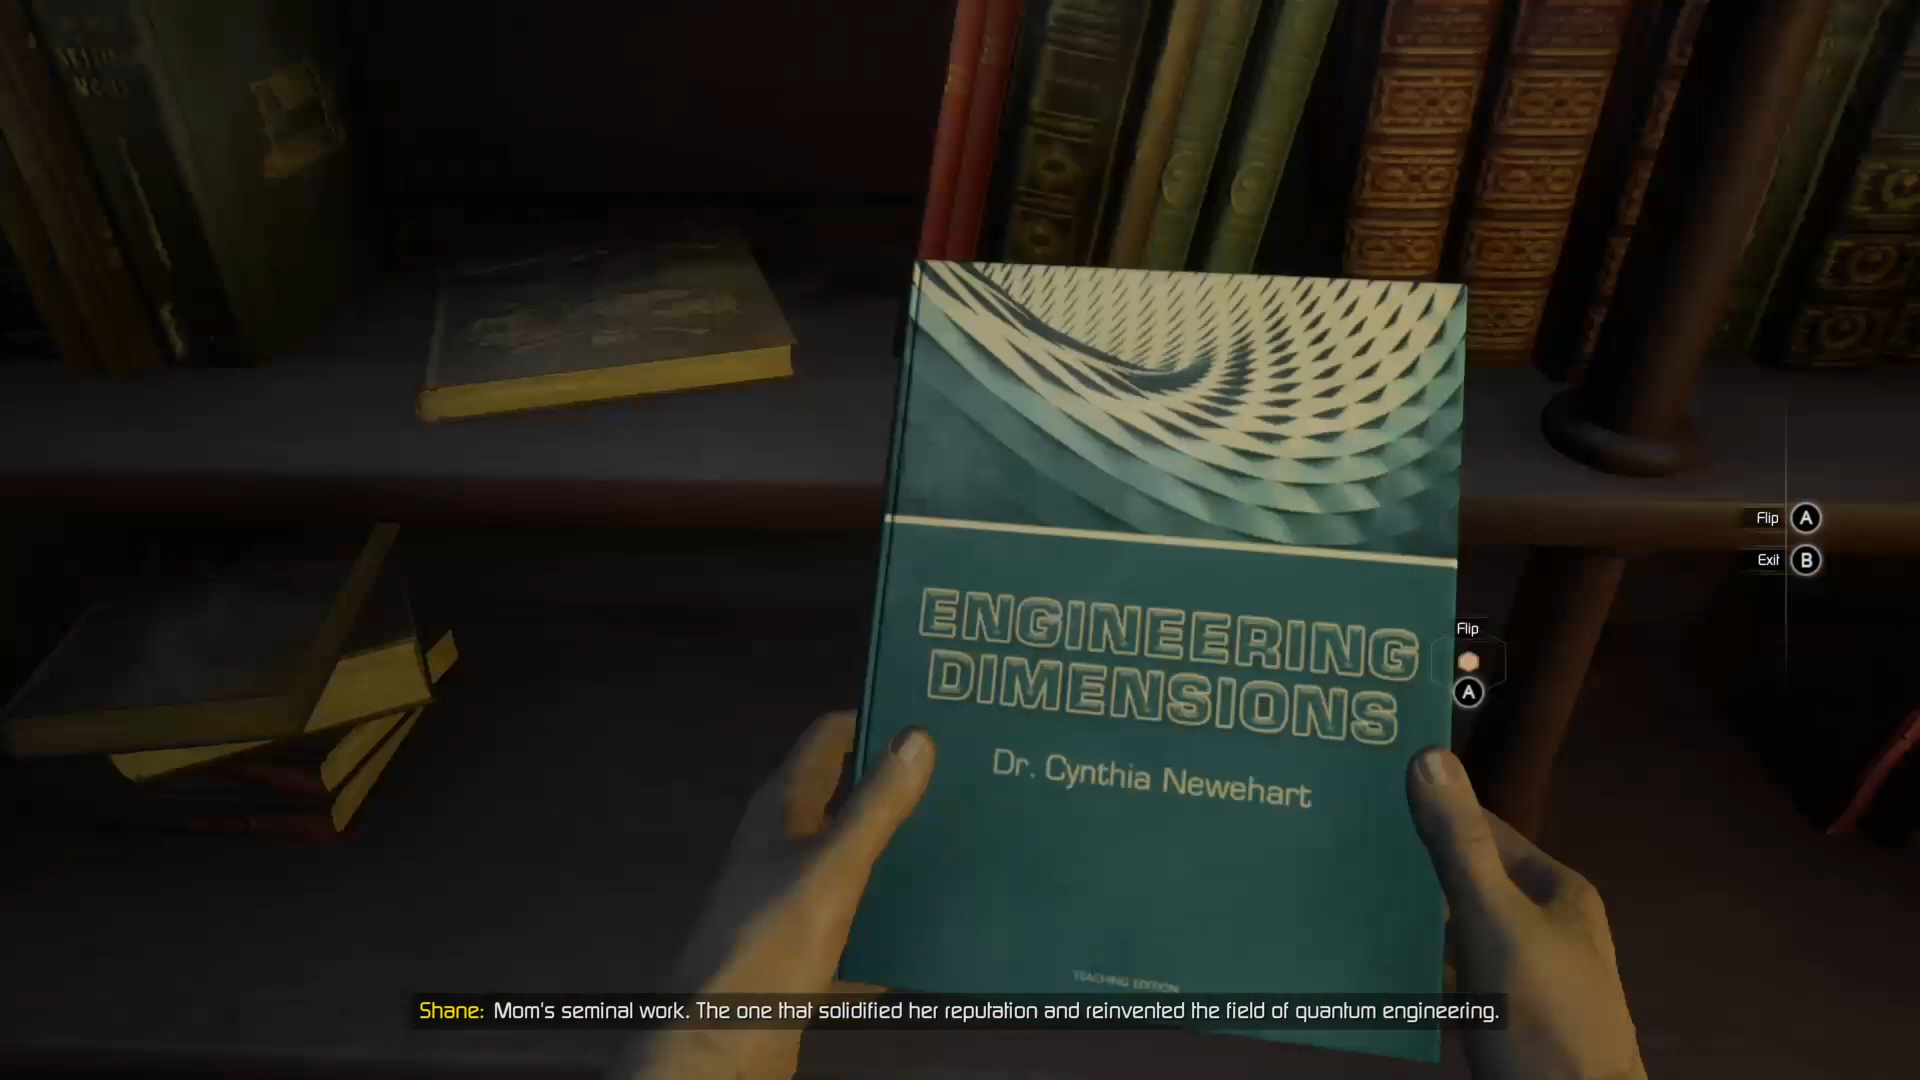 ENGINEERING
DIMENSIONS
Dr. Cynthia Newehart
TEACHING EDITION
Flip A
Exit B
Flip
A
Shane: Mom's seminal work. The one that solidified her reputation and reinvented the field of quantum engineering.